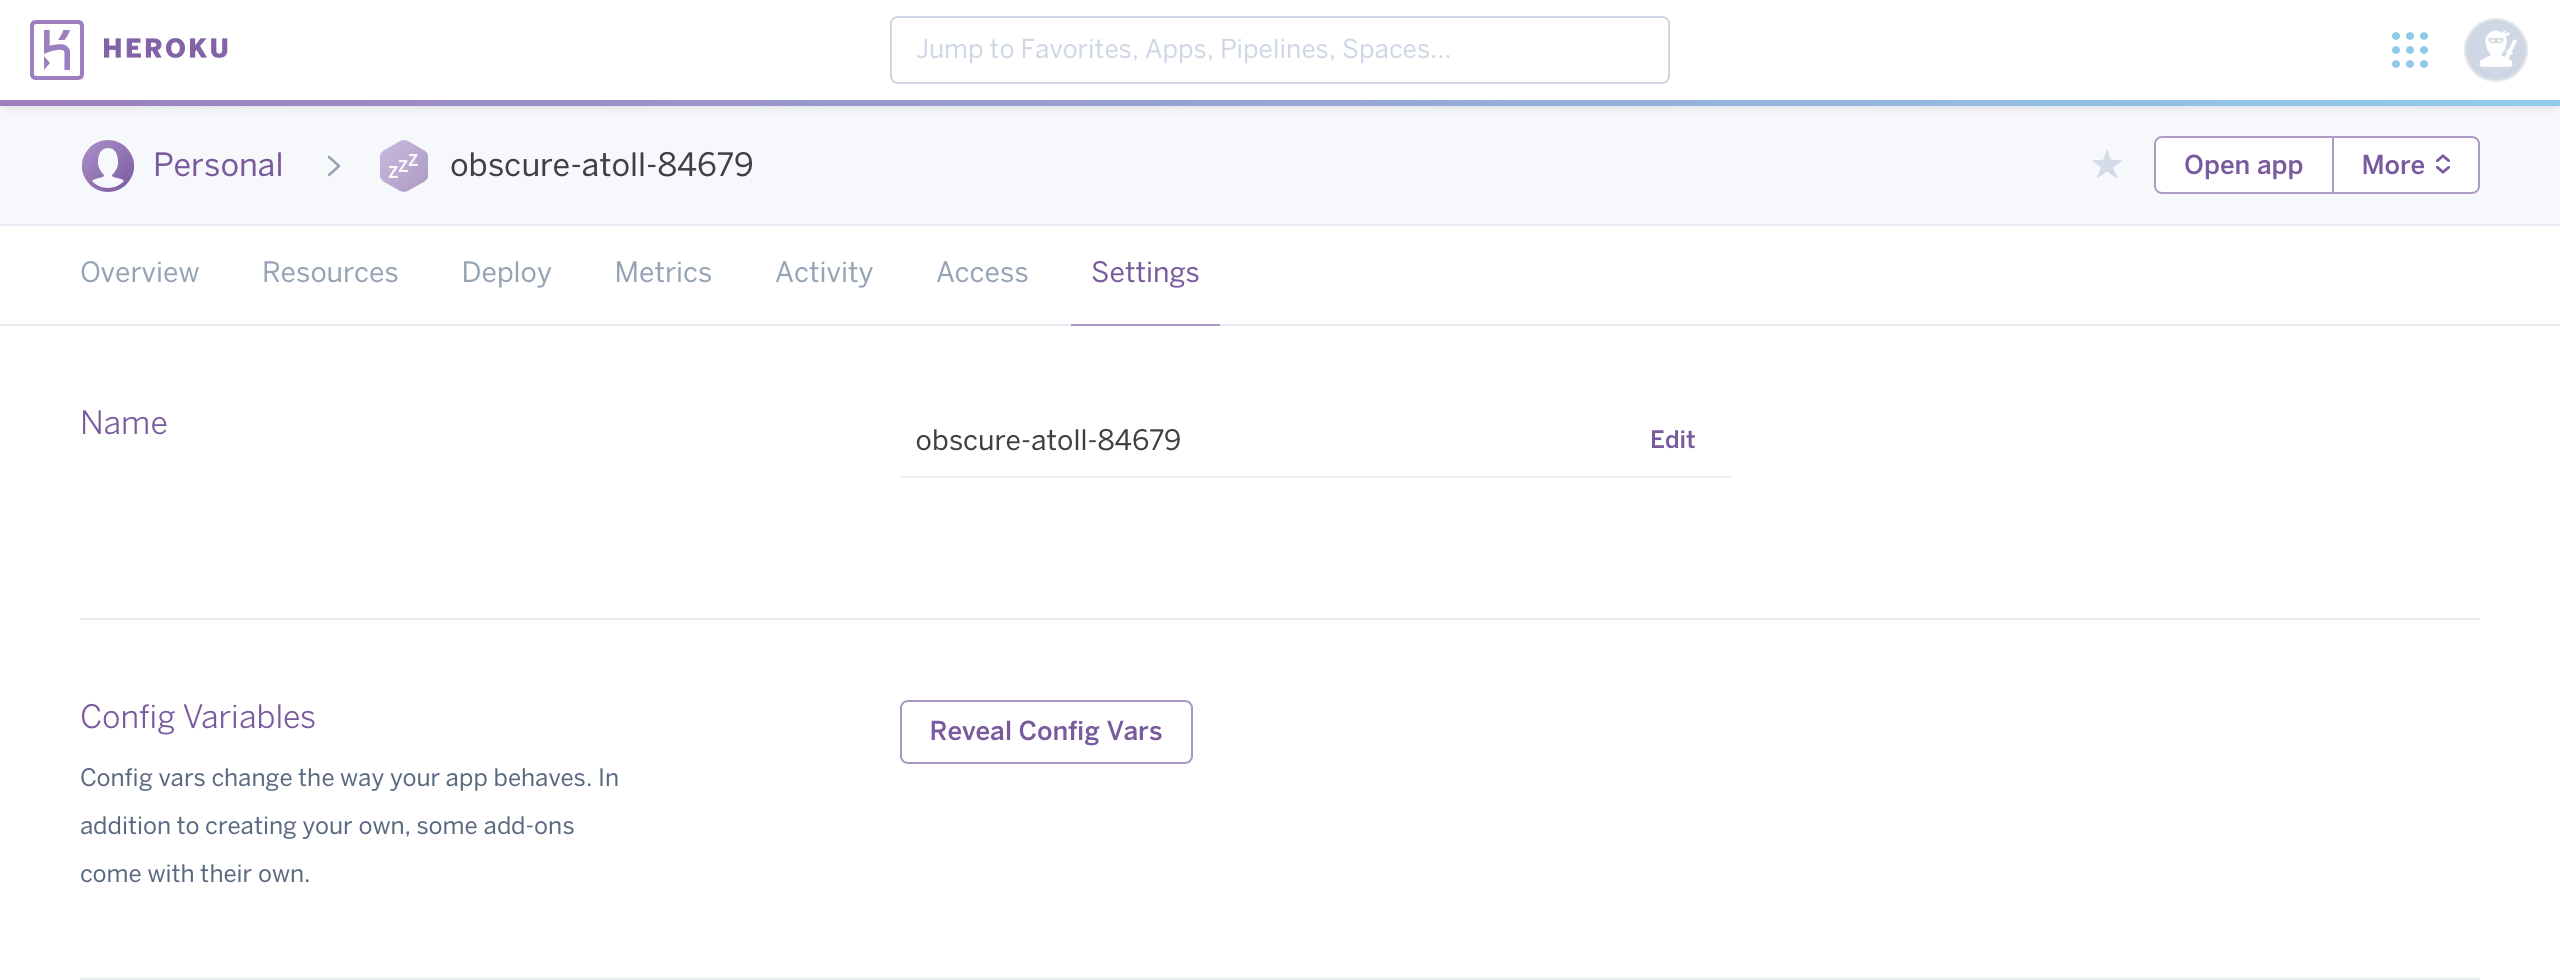 HEROKU
Jump to Favorites, Apps, Pipelines, Spaces...
Personal
zzz
obscure-atoll-84679
Open app
More
Overview
Resources
Deploy
Metrics
Activity
Access
Settings
Name
obscure-atoll-84679
Edit
Config Variables
Reveal Config Vars
Config vars change the way your app behaves. In
addition to creating your own, some add-ons
come with their own.